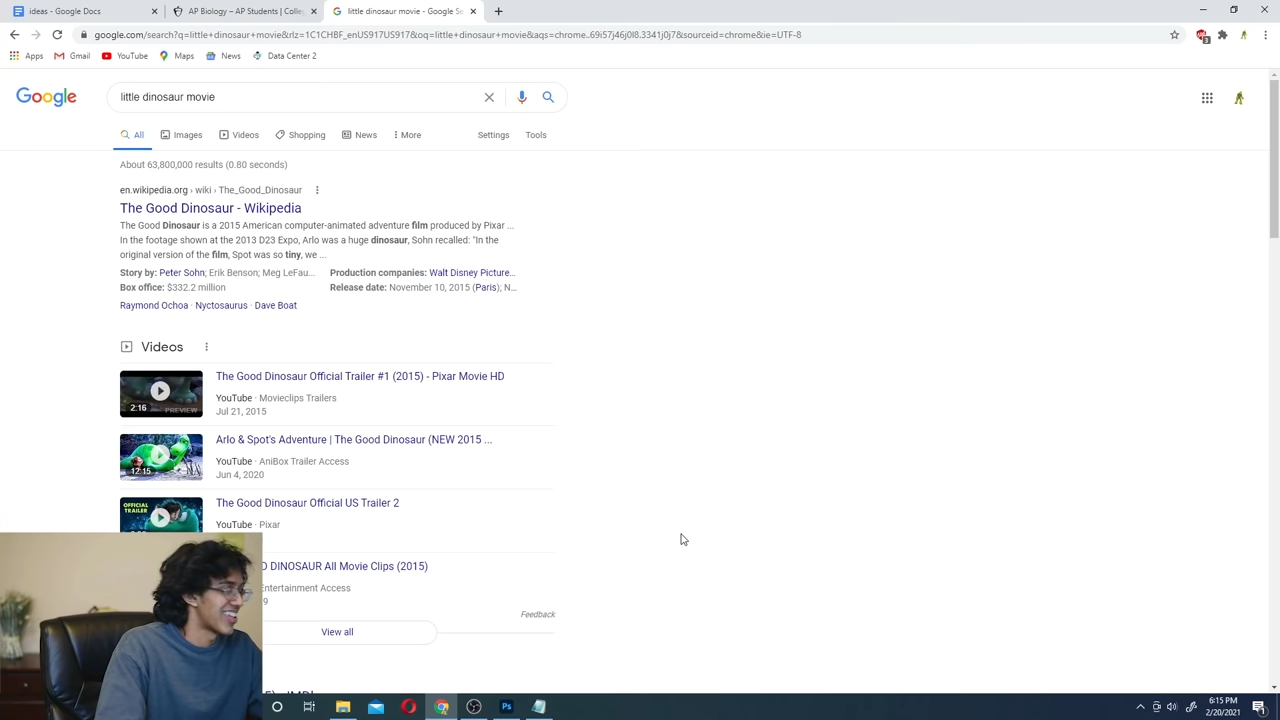 ideas - Google Docs
AP Biology – AP Students | Colle
little dinosaur movie - Google Se
google.com/search?q=little+dinosaur+movie&rlz=1C1CHBF_enUS917US917&oq=little+dinosaur+movie&aqs=chrome..69i57j46j0l8.3341j0j7&sourceid=chrome&ie=UTF-8
3
Apps Gmail YouTube Maps News Data Center 2
Google
little dinosaur movie
All Images Videos Shopping News More Settings Tools
About 63,800,000 results (0.80 seconds)
en.wikipedia.org › wiki › The_Good_Dinosaur
The Good Dinosaur - Wikipedia
The Good Dinosaur is a 2015 American computer-animated adventure film produced by Pixar ...
In the footage shown at the 2013 D23 Expo, Arlo was a huge dinosaur, Sohn recalled: "In the
original version of the film, Spot was so tiny, we ...
Story by: Peter Sohn; Erik Benson; Meg LeFau... Production companies: Walt Disney Picture...
Box office: $332.2 million Release date: November 10, 2015 (Paris); N...
Raymond Ochoa · Nyctosaurus · Dave Boat
Videos
The Good Dinosaur Official Trailer #1 (2015) - Pixar Movie HD
YouTube · Movieclips Trailers
2:16 PREVIEW
Jul 21, 2015
Arlo & Spot's Adventure | The Good Dinosaur (NEW 2015 ...
YouTube · AniBox Trailer Access
12:15
Jun 4, 2020
The Good Dinosaur Official US Trailer 2
OFFICIAL
TRAILER
YouTube · Pixar
DINOSAUR All Movie Clips (2015)
Entertainment Access
9
Feedback
View all
Ps
6:15 PM
2/20/2021